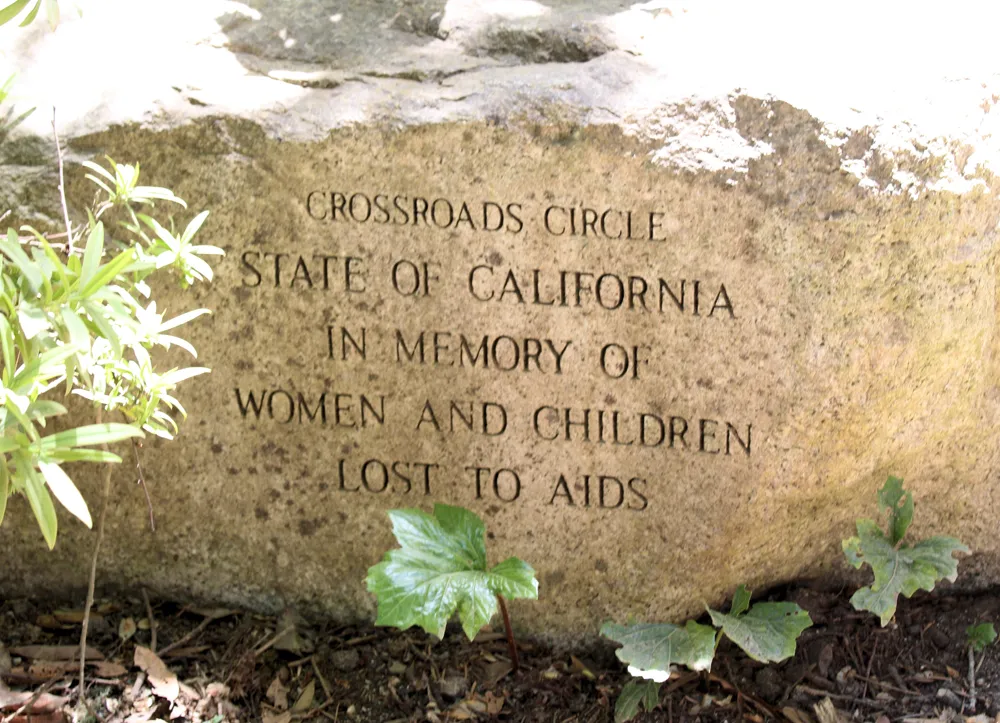 CROSSROADS CIRCLE
STATE OF CALIFORNIA
IN MEMORY OF
WOMEN AND CHILDREN
LOST TO AIDS